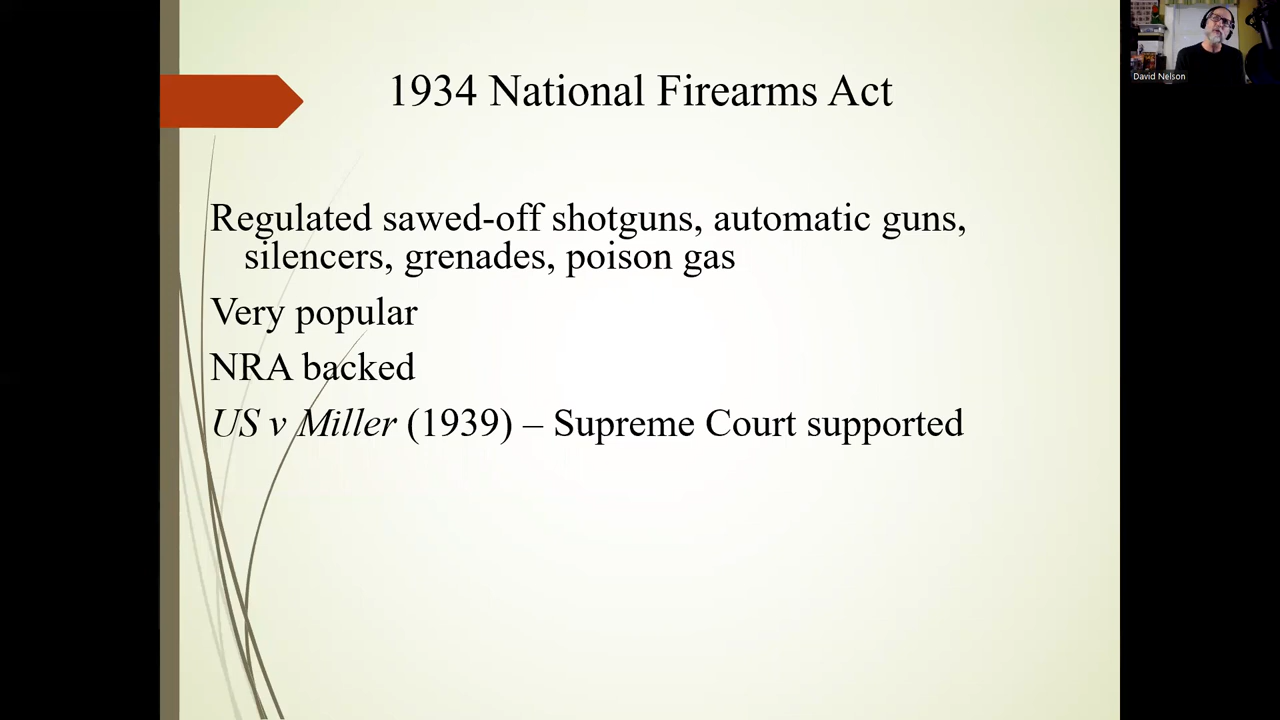 1934 National Firearms Act
Regulated sawed-off shotguns, automatic guns,
silencers, grenades, poison gas
Very popular
NRA backed
US v Miller (1939) – Supreme Court supported
David Nelson